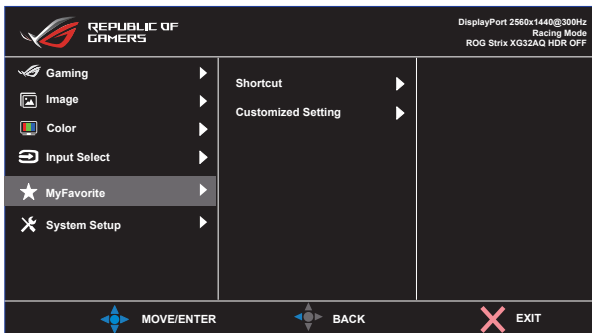 REPUBLIC OF
GAMERS
DisplayPort 2560x1440@300Hz
Racing Mode
ROG Strix XG32AQ HDR OFF
Gaming
Image
Color
Input Select
MyFavorite
System Setup
Shortcut
Customized Setting
MOVE/ENTER
BACK
EXIT